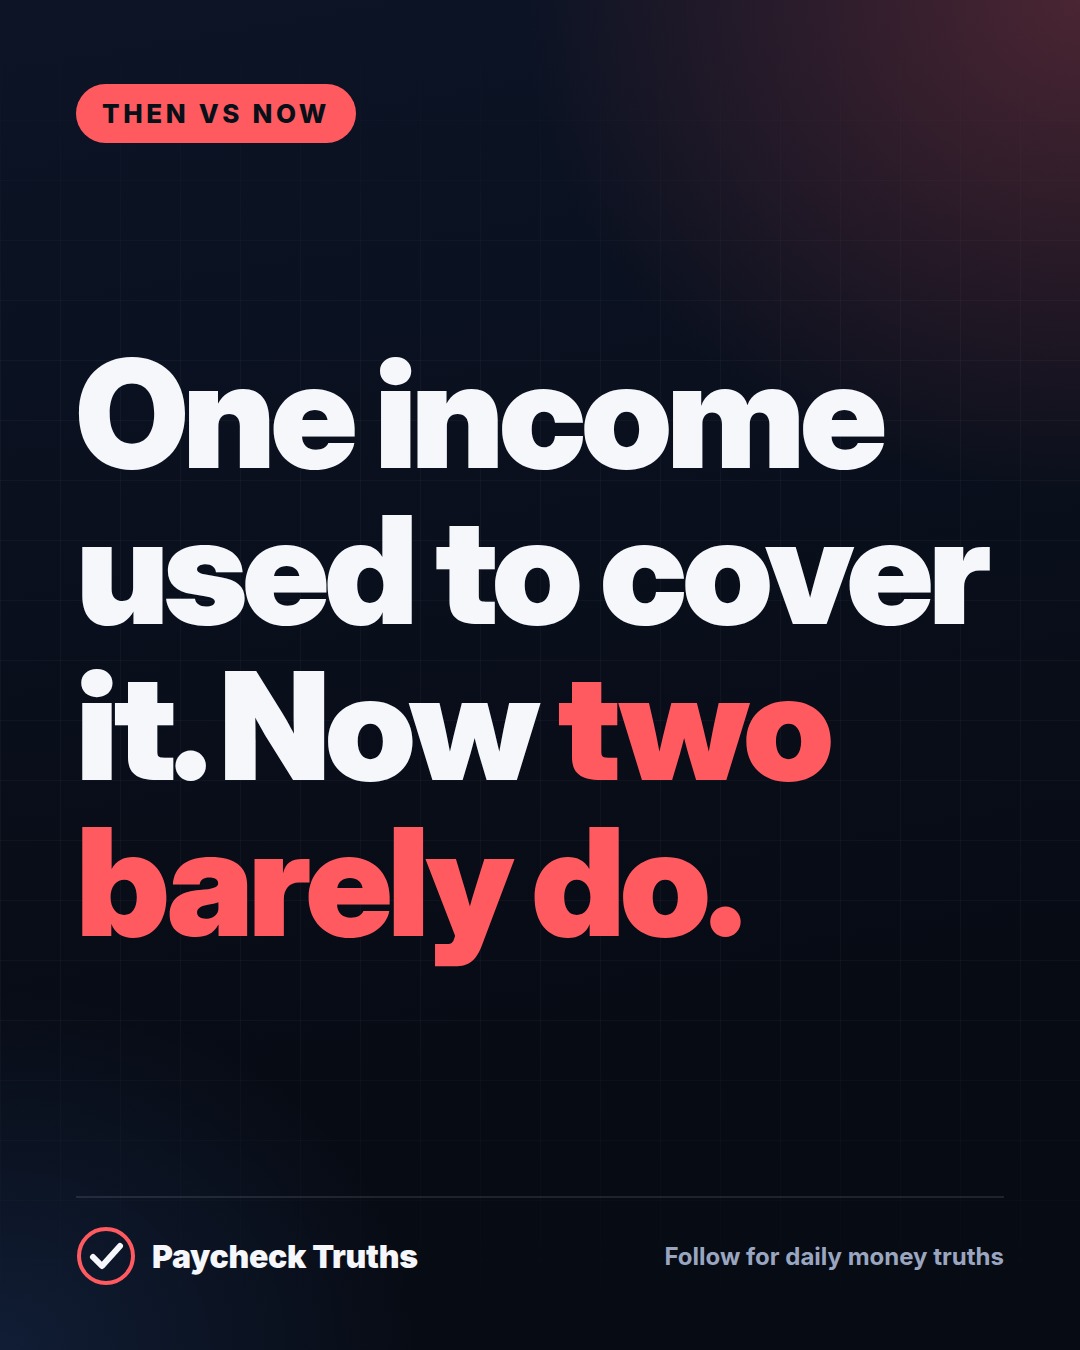 THEN VS NOW
One income
used to cover
it. Now two
barely do.
Paycheck Truths
Follow for daily money truths